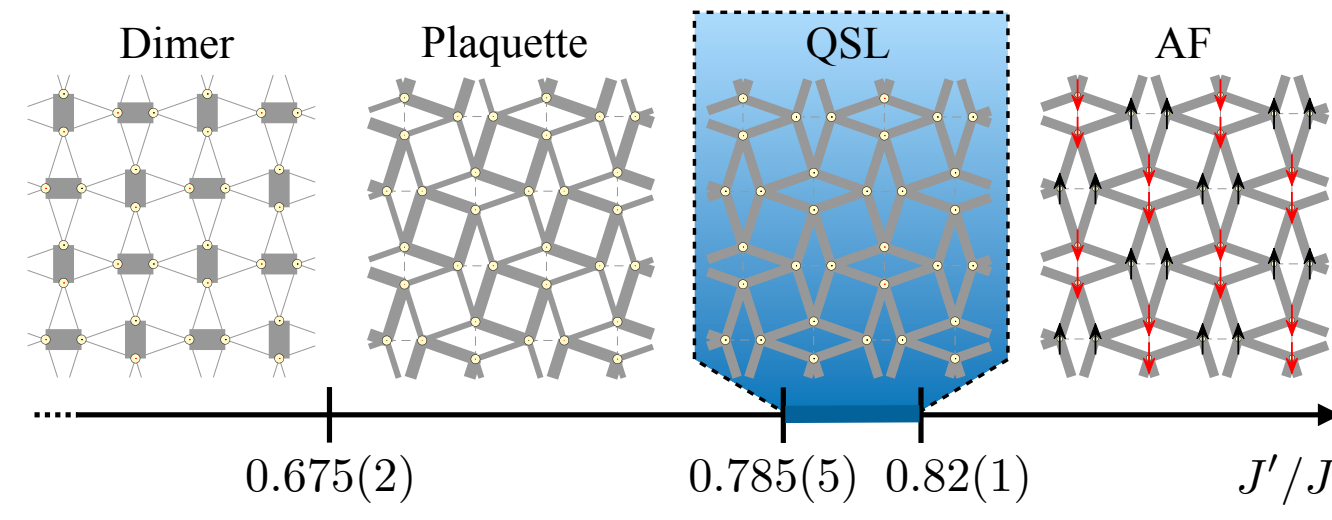 Dimer
Plaquette
QSL
AF
0.675(2)
0.785(5)
0.82(1)
J′/J